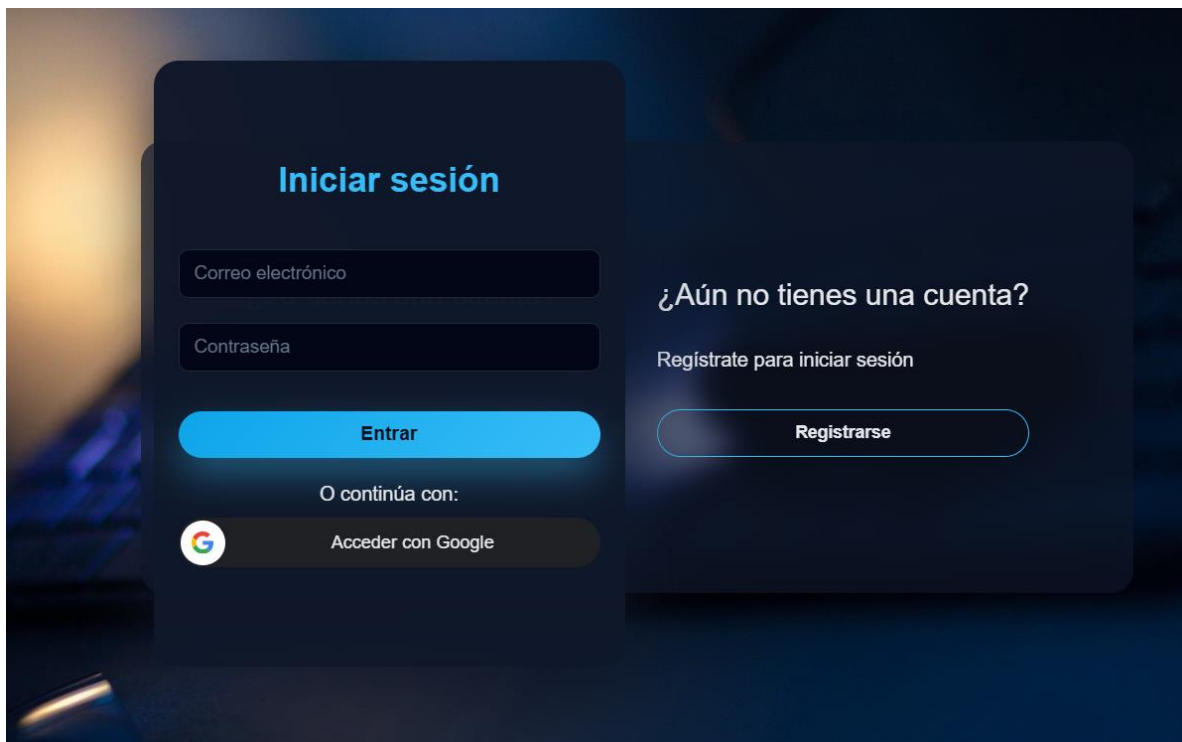 Iniciar sesión
Correo electrónico
Contraseña
Entrar
O continúa con:
Acceder con Google
¿Aún no tienes una cuenta?
Regístrate para iniciar sesión
Registrarse